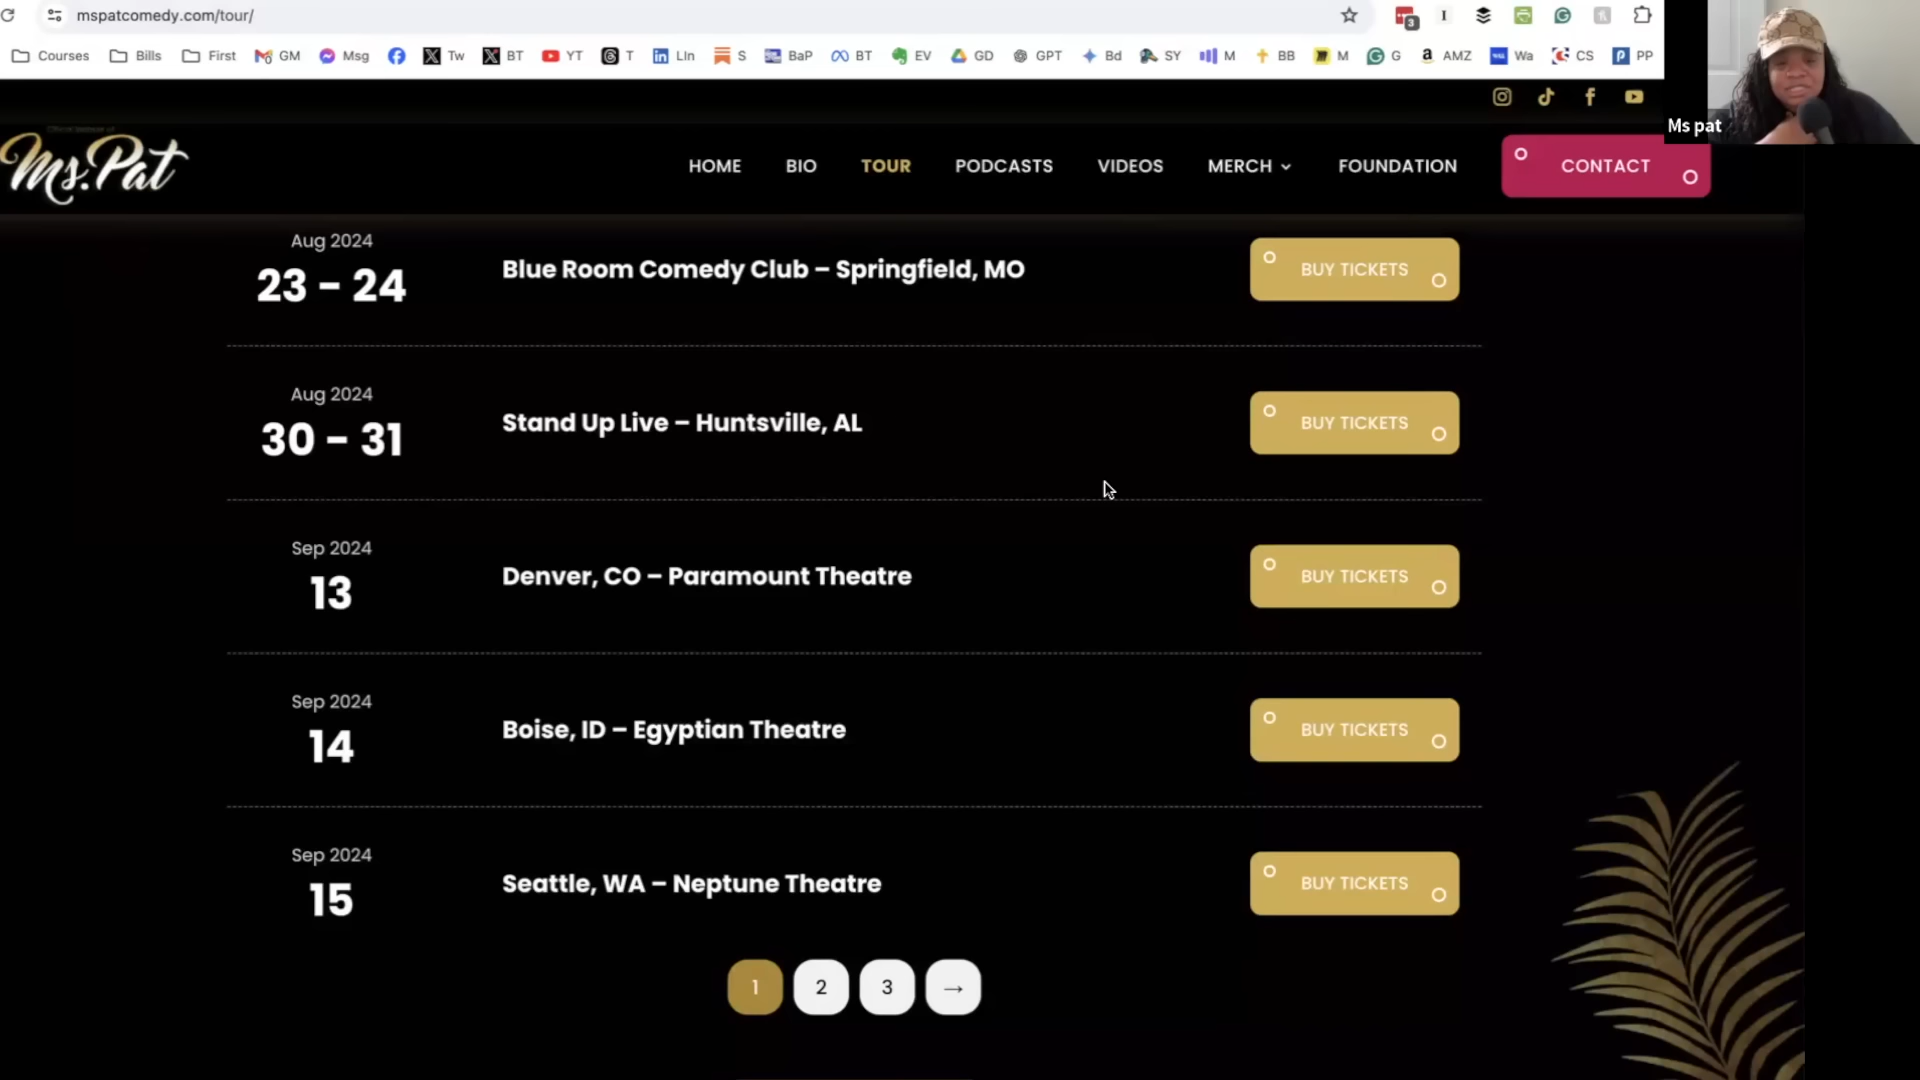 mspatcomedy.com/tour/
3
Courses Bills First GM Msg Tw BT YT T LIn S BaP BT EV GD GPT Bd SY M BB M G AMZ Wa CS PP
Ms pat
Ms. Pat
HOME BIO TOUR PODCASTS VIDEOS MERCH FOUNDATION CONTACT
Aug 2024
23 – 24
Blue Room Comedy Club – Springfield, MO
BUY TICKETS
Aug 2024
30 – 31
Stand Up Live – Huntsville, AL
BUY TICKETS
Sep 2024
13
Denver, CO – Paramount Theatre
BUY TICKETS
Sep 2024
14
Boise, ID – Egyptian Theatre
BUY TICKETS
Sep 2024
15
Seattle, WA – Neptune Theatre
BUY TICKETS
1 2 3 →